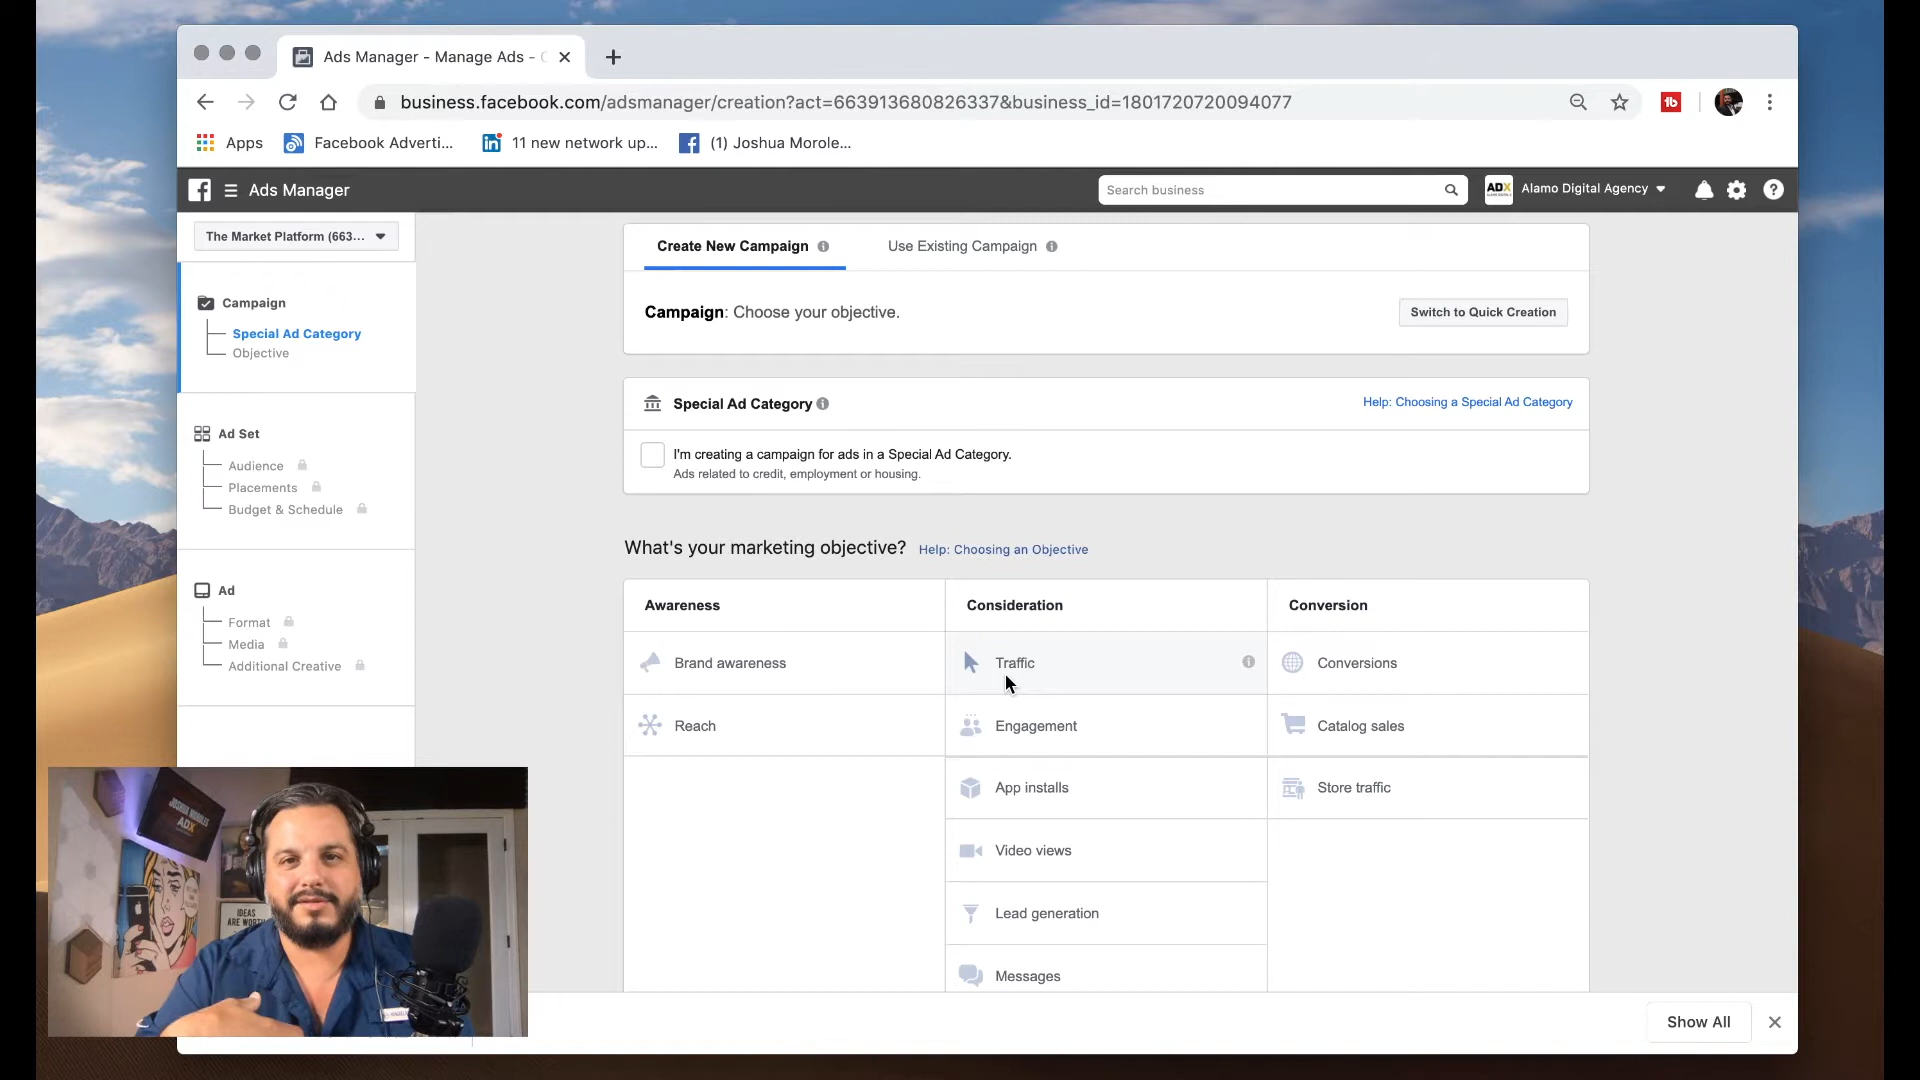 Ads Manager - Manage Ads - C
business.facebook.com/adsmanager/creation?act=663913680826337&business_id=1801720720094077
Apps
Facebook Adverti...
11 new network up...
(1) Joshua Morole...
Ads Manager
Search business
ADX
Alamo Digital Agency
The Market Platform (663...
Create New Campaign
Use Existing Campaign
Campaign
Special Ad Category
Objective
Campaign: Choose your objective.
Switch to Quick Creation
Special Ad Category
Help: Choosing a Special Ad Category
I'm creating a campaign for ads in a Special Ad Category.
Ads related to credit, employment or housing.
Ad Set
Audience
Placements
Budget & Schedule
What's your marketing objective? Help: Choosing an Objective
Ad
Format
Media
Additional Creative
Awareness
Consideration
Conversion
Brand awareness
Traffic
Conversions
Reach
Engagement
Catalog sales
App installs
Store traffic
Video views
Lead generation
Messages
ADX
IDEAS
ARE
Show All